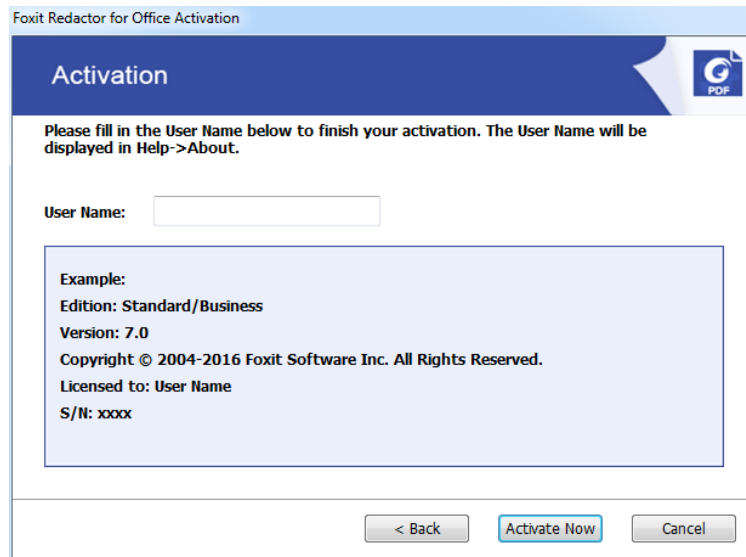 Foxit Redactor for Office Activation
Activation
PDF
Please fill in the User Name below to finish your activation. The User Name will be
displayed in Help->About.
User Name:
Example:
Edition: Standard/Business
Version: 7.0
Copyright © 2004-2016 Foxit Software Inc. All Rights Reserved.
Licensed to: User Name
S/N: xxxx
< Back Activate Now Cancel